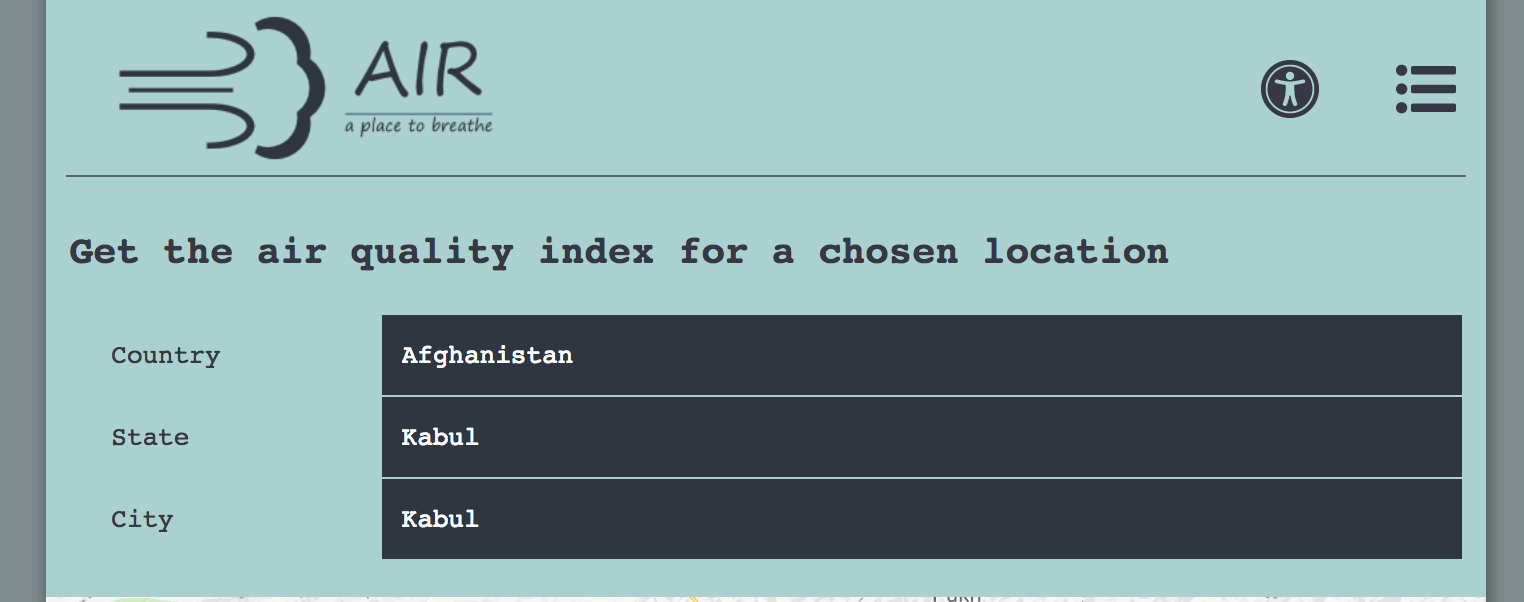 AIR
a place to breathe
Get the air quality index for a chosen location
Country
Afghanistan
State
Kabul
City
Kabul